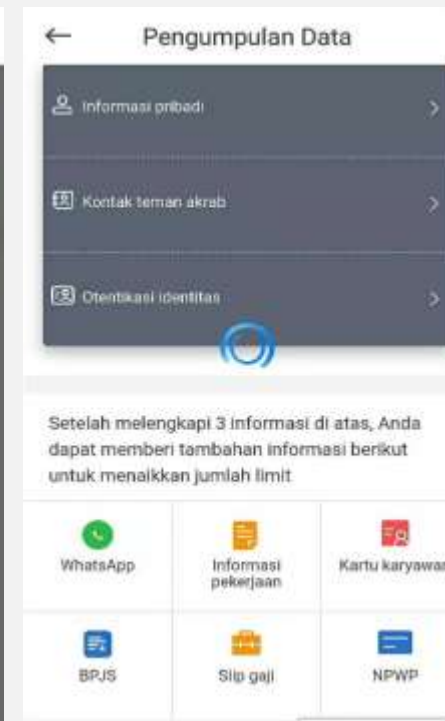 Pengumpulan Data
Informasi pribadi
Kontak teman akrab
Otentikasi identitas
Setelah melengkapi 3 informasi di atas, Anda
dapat memberi tambahan informasi berikut
untuk menaikkan jumlah limit
WhatsApp
Informasi
pekerjaan
Kartu karyawan
BPJS
Slip gaji
NPWP